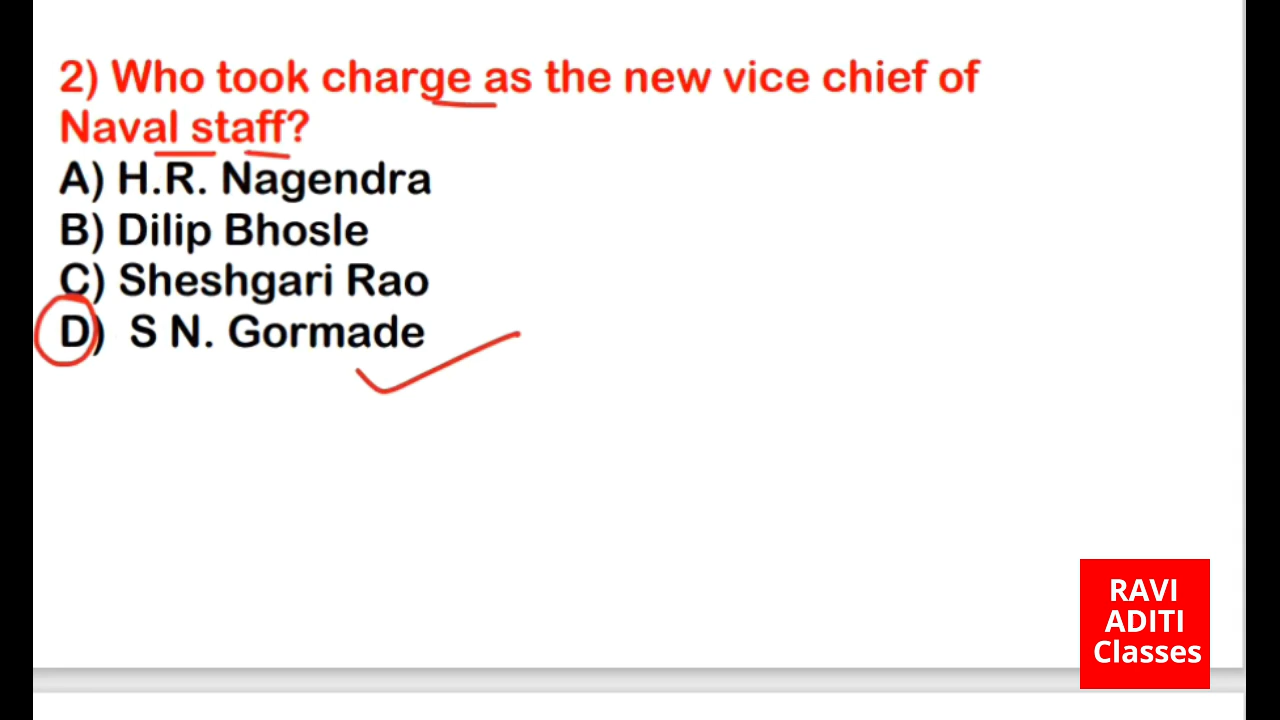 2) Who took charge as the new vice chief of
Naval staff?
A) H.R. Nagendra
B) Dilip Bhosle
C) Sheshgari Rao
D) S N. Gormade
RAVI
ADITI
Classes